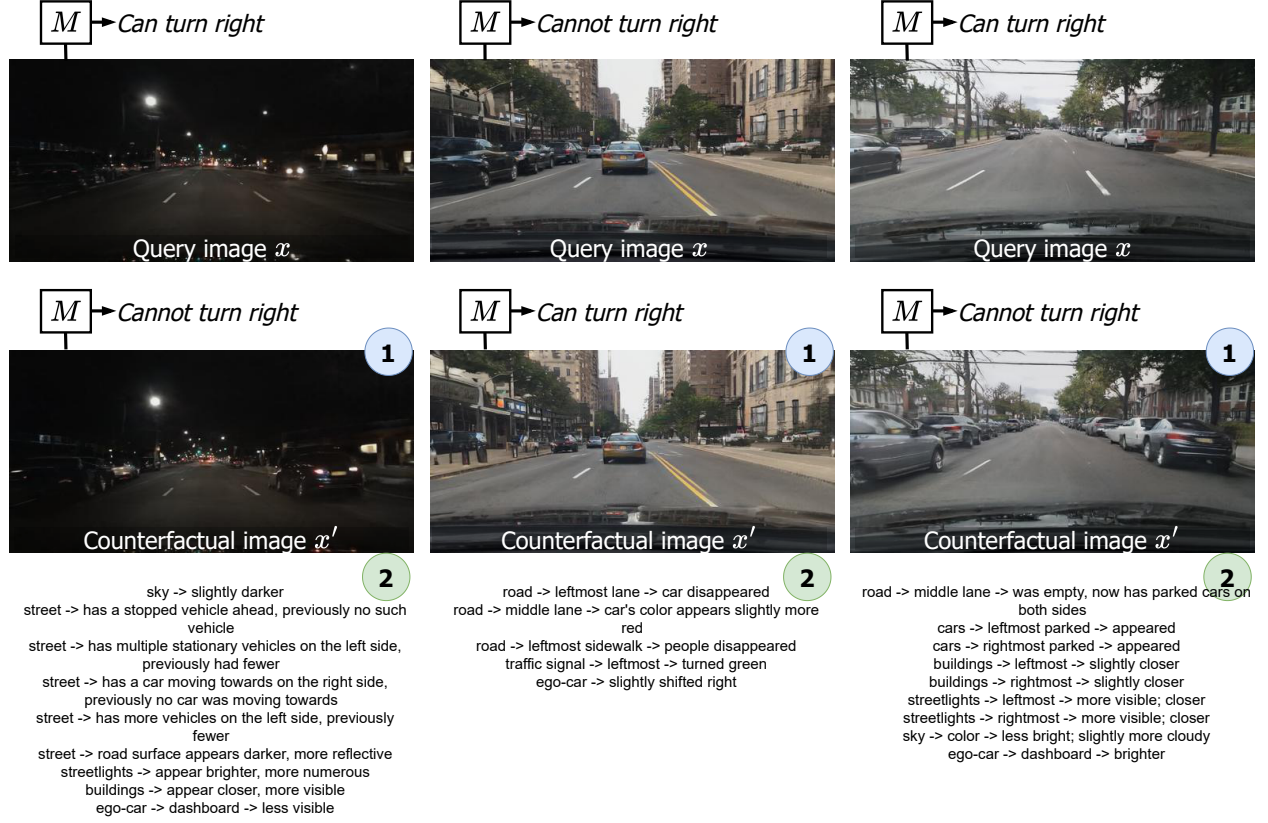 M Can turn right
Query image x
M Cannot turn right
Query image x
M Can turn right
Query image x
M Cannot turn right
1
Counterfactual image x′
M Can turn right
1
Counterfactual image x′
M Cannot turn right
1
Counterfactual image x′
2
sky -> slightly darker
street -> has a stopped vehicle ahead, previously no such
vehicle
street -> has multiple stationary vehicles on the left side,
previously had fewer
street -> has a car moving towards on the right side,
previously no car was moving towards
street -> has more vehicles on the left side, previously
fewer
street -> road surface appears darker, more reflective
streetlights -> appear brighter, more numerous
buildings -> appear closer, more visible
ego-car -> dashboard -> less visible
2
road -> leftmost lane -> car disappeared
road -> middle lane -> car's color appears slightly more
red
road -> leftmost sidewalk -> people disappeared
traffic signal -> leftmost -> turned green
ego-car -> slightly shifted right
2
road -> middle lane -> was empty, now has parked cars on
both sides
cars -> leftmost parked -> appeared
cars -> rightmost parked -> appeared
buildings -> leftmost -> slightly closer
buildings -> rightmost -> slightly closer
streetlights -> leftmost -> more visible; closer
streetlights -> rightmost -> more visible; closer
sky -> color -> less bright; slightly more cloudy
ego-car -> dashboard -> brighter